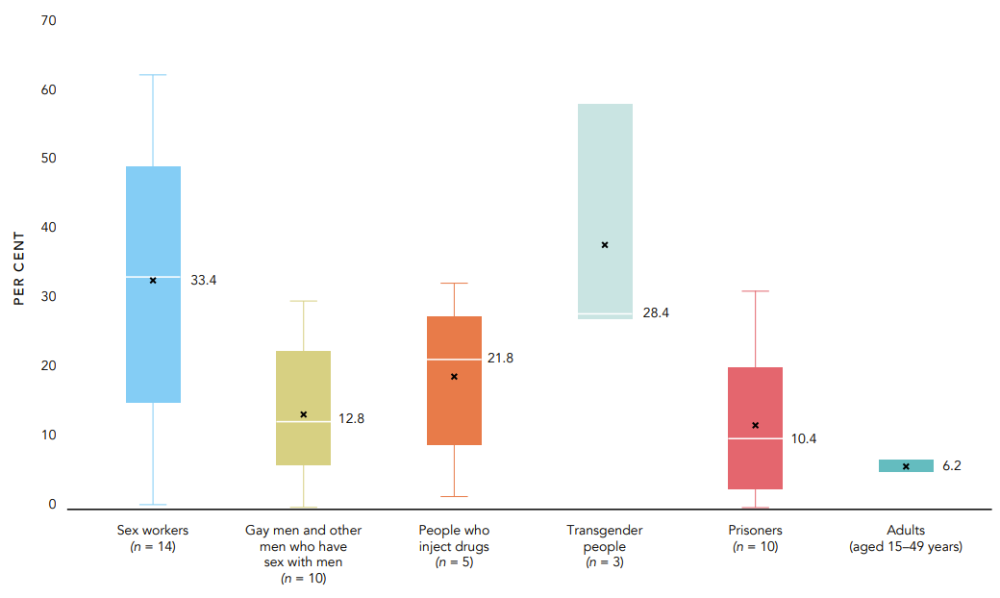 70
60
50
40
30
20
10
0
PER CENT
33.4
12.8
21.8
28.4
10.4
6.2
Sex workers
(n = 14)
Gay men and other
men who have
sex with men
(n = 10)
People who
inject drugs
(n = 5)
Transgender
people
(n = 3)
Prisoners
(n = 10)
Adults
(aged 15–49 years)